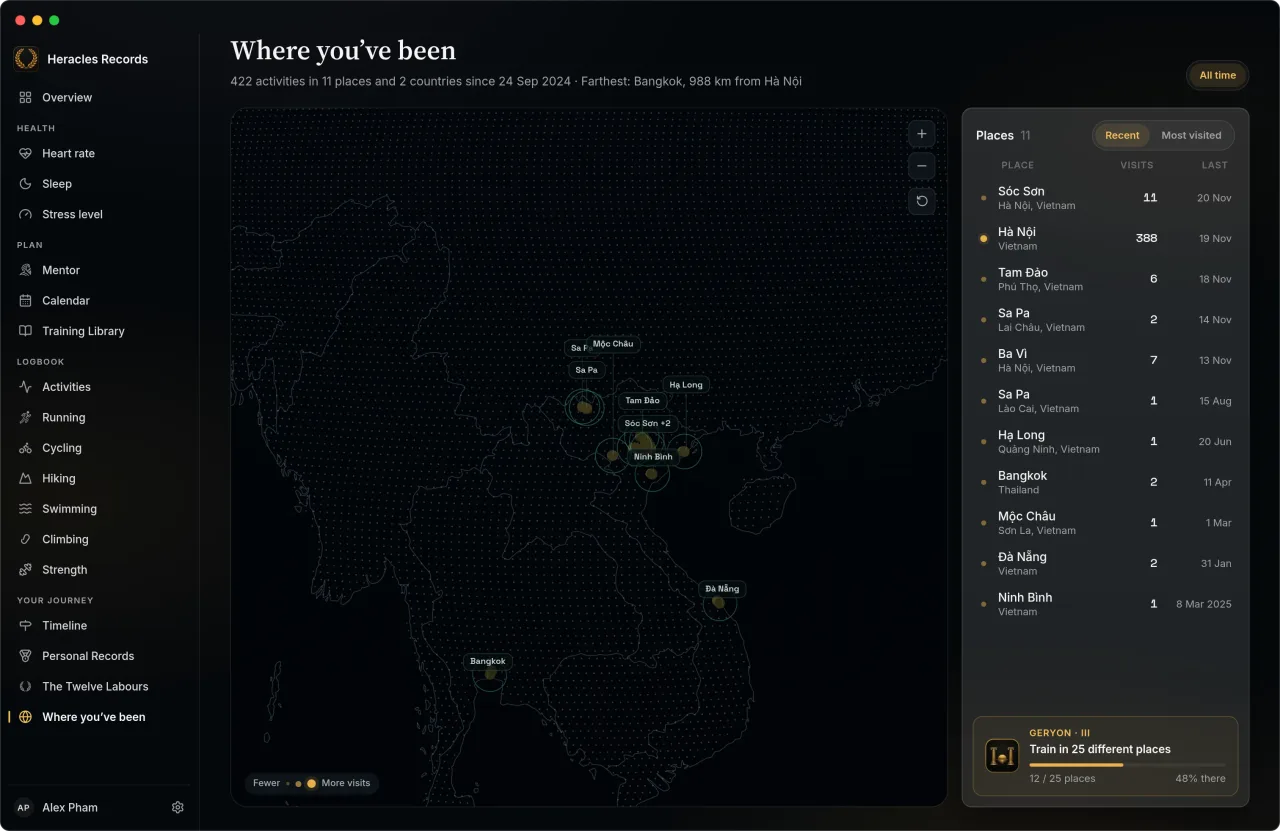 Heracles Records
Overview
HEALTH
Heart rate
Sleep
Stress level
PLAN
Mentor
Calendar
Training Library
LOGBOOK
Activities
Running
Cycling
Hiking
Swimming
Climbing
Strength
YOUR JOURNEY
Timeline
Personal Records
The Twelve Labours
Where you’ve been
AP Alex Pham
Where you’ve been
422 activities in 11 places and 2 countries since 24 Sep 2024 · Farthest: Bangkok, 988 km from Hà Nội
All time
Sa P
Mộc Châu
Sa Pa
Hạ Long
Tam Đảo
Sóc Sơn +2
Ninh Bình
Đà Nẵng
Bangkok
Fewer More visits
Places 11
Recent Most visited
PLACE VISITS LAST
Sóc Sơn 11 20 Nov
Hà Nội, Vietnam
Hà Nội 388 19 Nov
Vietnam
Tam Đảo 6 18 Nov
Phú Thọ, Vietnam
Sa Pa 2 14 Nov
Lai Châu, Vietnam
Ba Vì 7 13 Nov
Hà Nội, Vietnam
Sa Pa 1 15 Aug
Lào Cai, Vietnam
Hạ Long 1 20 Jun
Quảng Ninh, Vietnam
Bangkok 2 11 Apr
Thailand
Mộc Châu 1 1 Mar
Sơn La, Vietnam
Đà Nẵng 2 31 Jan
Vietnam
Ninh Bình 1 8 Mar 2025
Vietnam
GERYON · III
Train in 25 different places
12 / 25 places 48% there